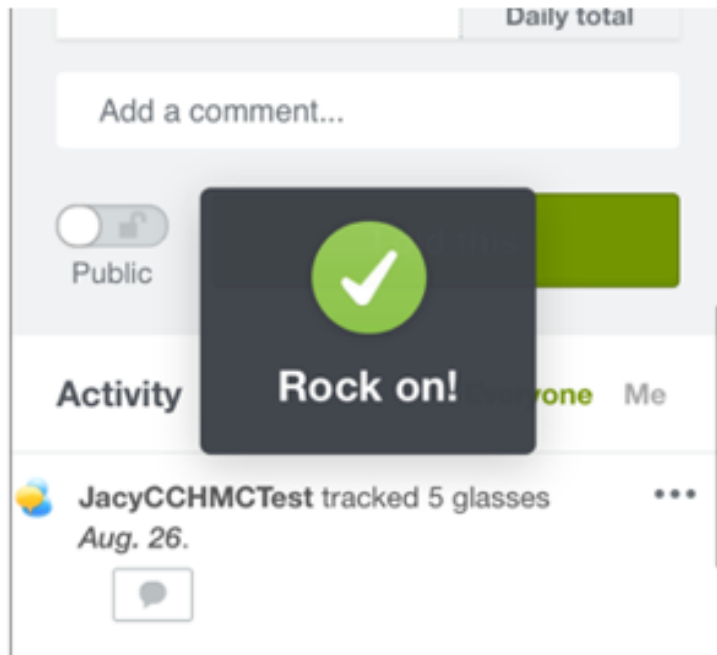 Daily total
Add a comment...
Public
Rock on!
Activity
Everyone Me
JacyCCHMCTest tracked 5 glasses
Aug. 26.